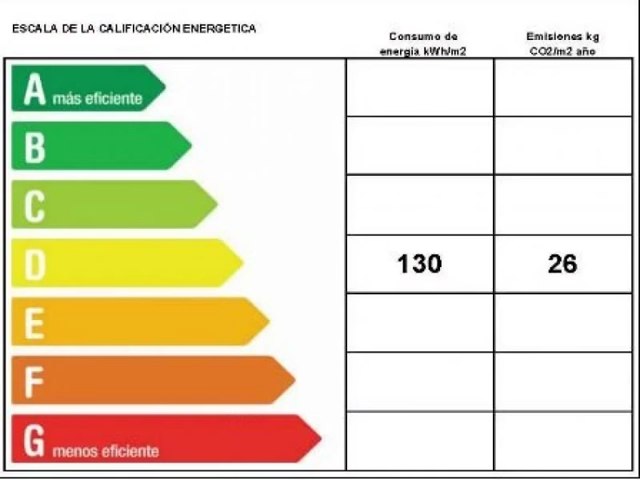 ESCALA DE LA CALIFICACIÓN ENERGETICA
Consumo de
energía kWh/m2
Emisiones kg
CO2/m2 año
A más eficiente
B
C
D 130 26
E
F
G menos eficiente